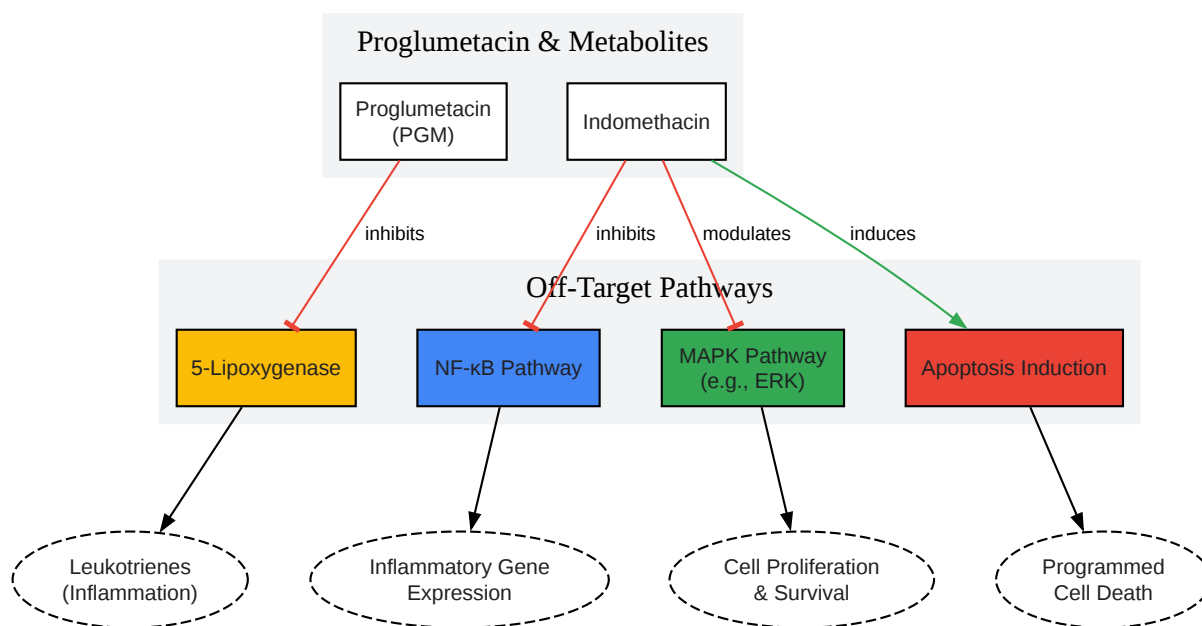 Proglumetacin & Metabolites
Proglumetacin
(PGM)
Indomethacin
inhibits
inhibits
modulates
induces
Off-Target Pathways
5-Lipoxygenase
NF-κB Pathway
MAPK Pathway
(e.g., ERK)
Apoptosis Induction
Leukotrienes
(Inflammation)
Inflammatory Gene
Expression
Cell Proliferation
& Survival
Programmed
Cell Death